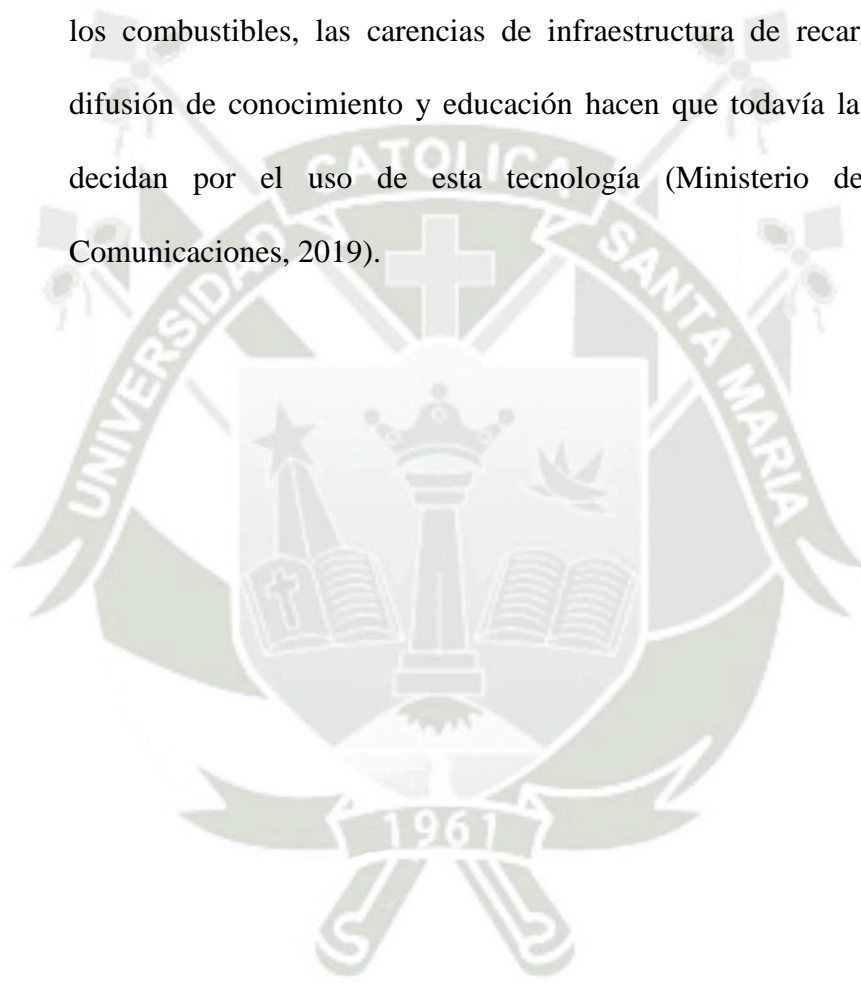 los combustibles, las carencias de infraestructura de recar
difusión de conocimiento y educación hacen que todavía la
decidan por el uso de esta tecnología (Ministerio de
Comunicaciones, 2019).
UNIVERSIDAD CATOLICA SANTA MARIA
1961